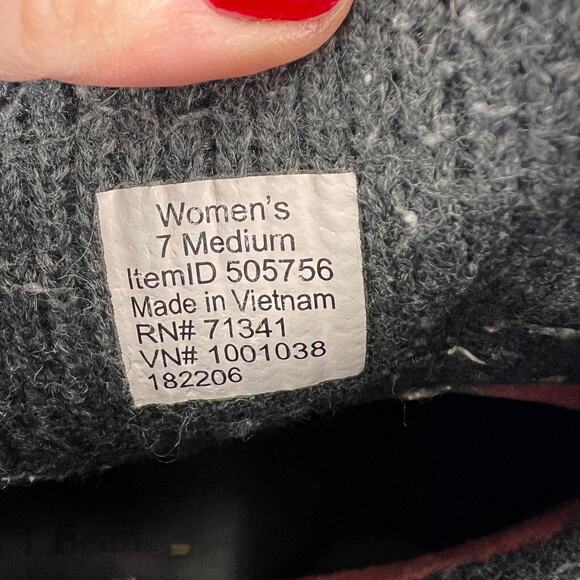 Women's
7 Medium
ItemID 505756
Made in Vietnam
RN# 71341
VN# 1001038
182206